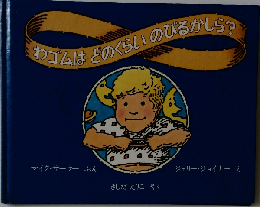 わゴムは どのくらい のびるかしら?
マイク・サーラー ぶん
ジェリー・ジョイナー え
きしだ えりこ やく